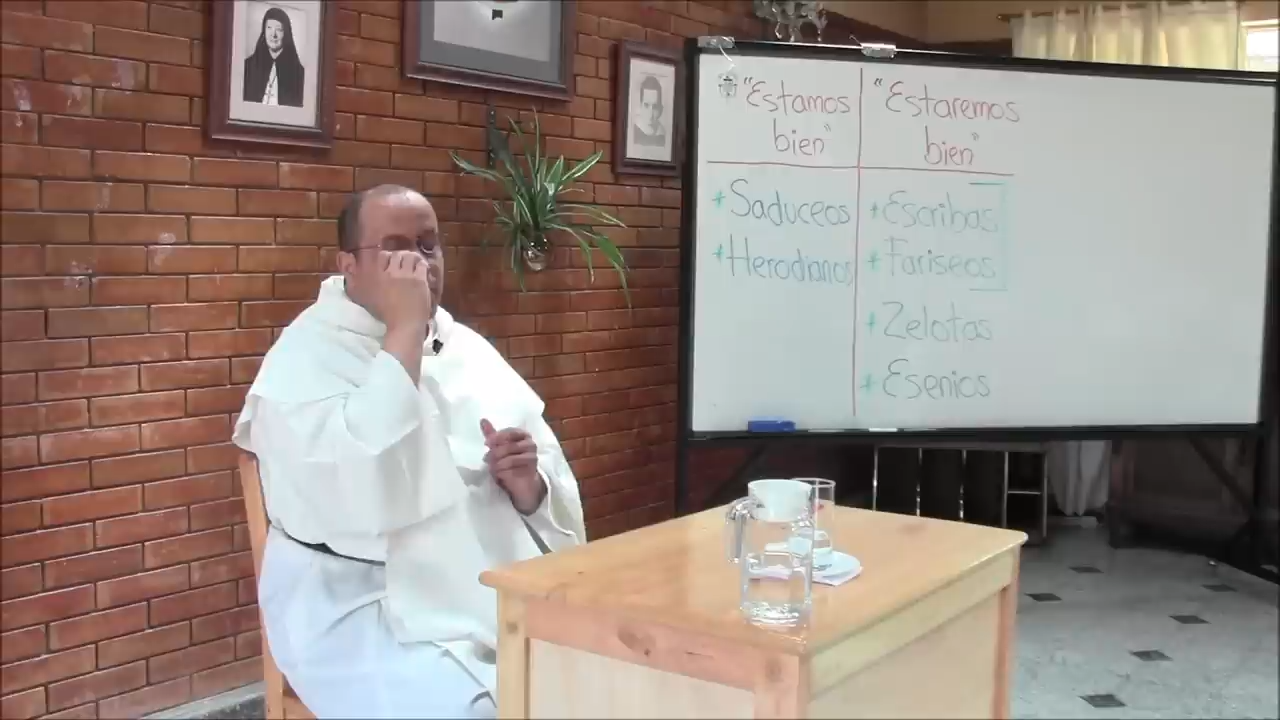 "Estamos
bien"
"Estaremos
bien"
+ Saduceos
+ Herodianos
+ Escribas
+ Fariseos
+ Zelotas
+ Esenios